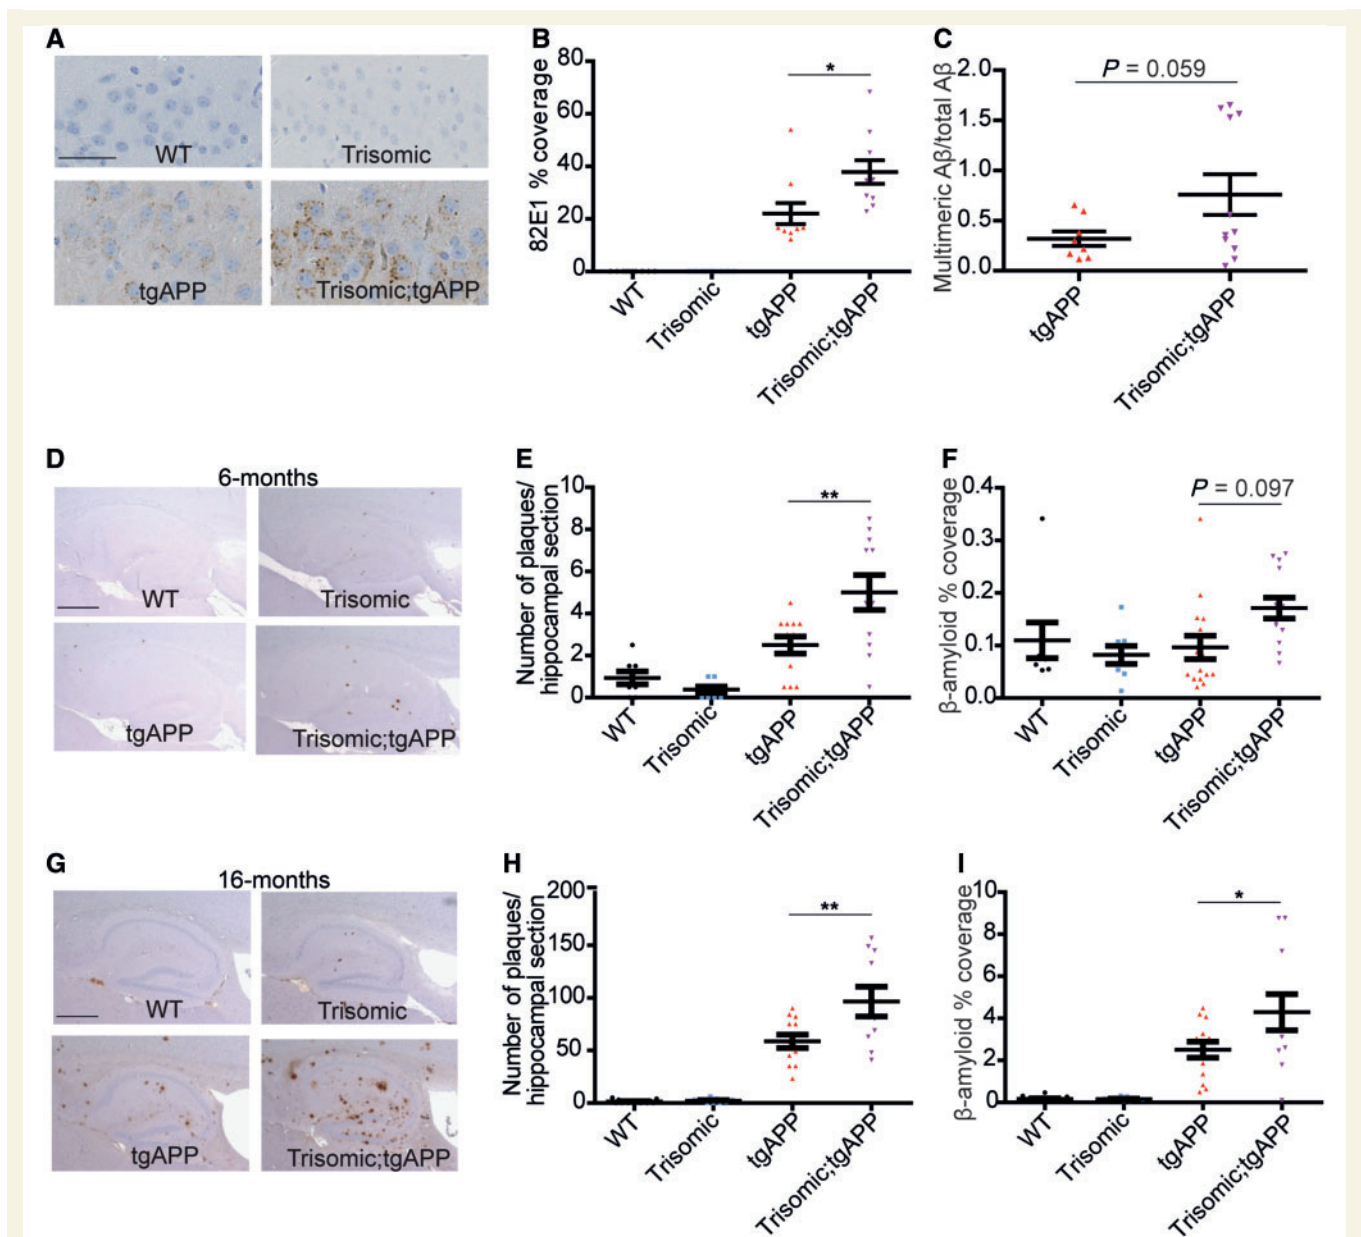 A
WT
Trisomic
tgAPP
Trisomic;tgAPP
B
82E1 % coverage
80
60
40
20
0
*
WT
Trisomic
tgAPP
Trisomic;tgAPP
C
Multimeric Aβ/total Aβ
2.0
1.5
1.0
0.5
0.0
P = 0.059
tgAPP
Trisomic;tgAPP
D
6-months
WT
Trisomic
tgAPP
Trisomic;tgAPP
E
Number of plaques/
hippocampal section
10
8
6
4
2
0
**
WT
Trisomic
tgAPP
Trisomic;tgAPP
F
β-amyloid % coverage
0.4
0.3
0.2
0.1
0.0
P = 0.097
WT
Trisomic
tgAPP
Trisomic;tgAPP
G
16-months
WT
Trisomic
tgAPP
Trisomic;tgAPP
H
Number of plaques/
hippocampal section
200
150
100
50
0
**
WT
Trisomic
tgAPP
Trisomic;tgAPP
I
β-amyloid % coverage
10
8
6
4
2
0
*
WT
Trisomic
tgAPP
Trisomic;tgAPP